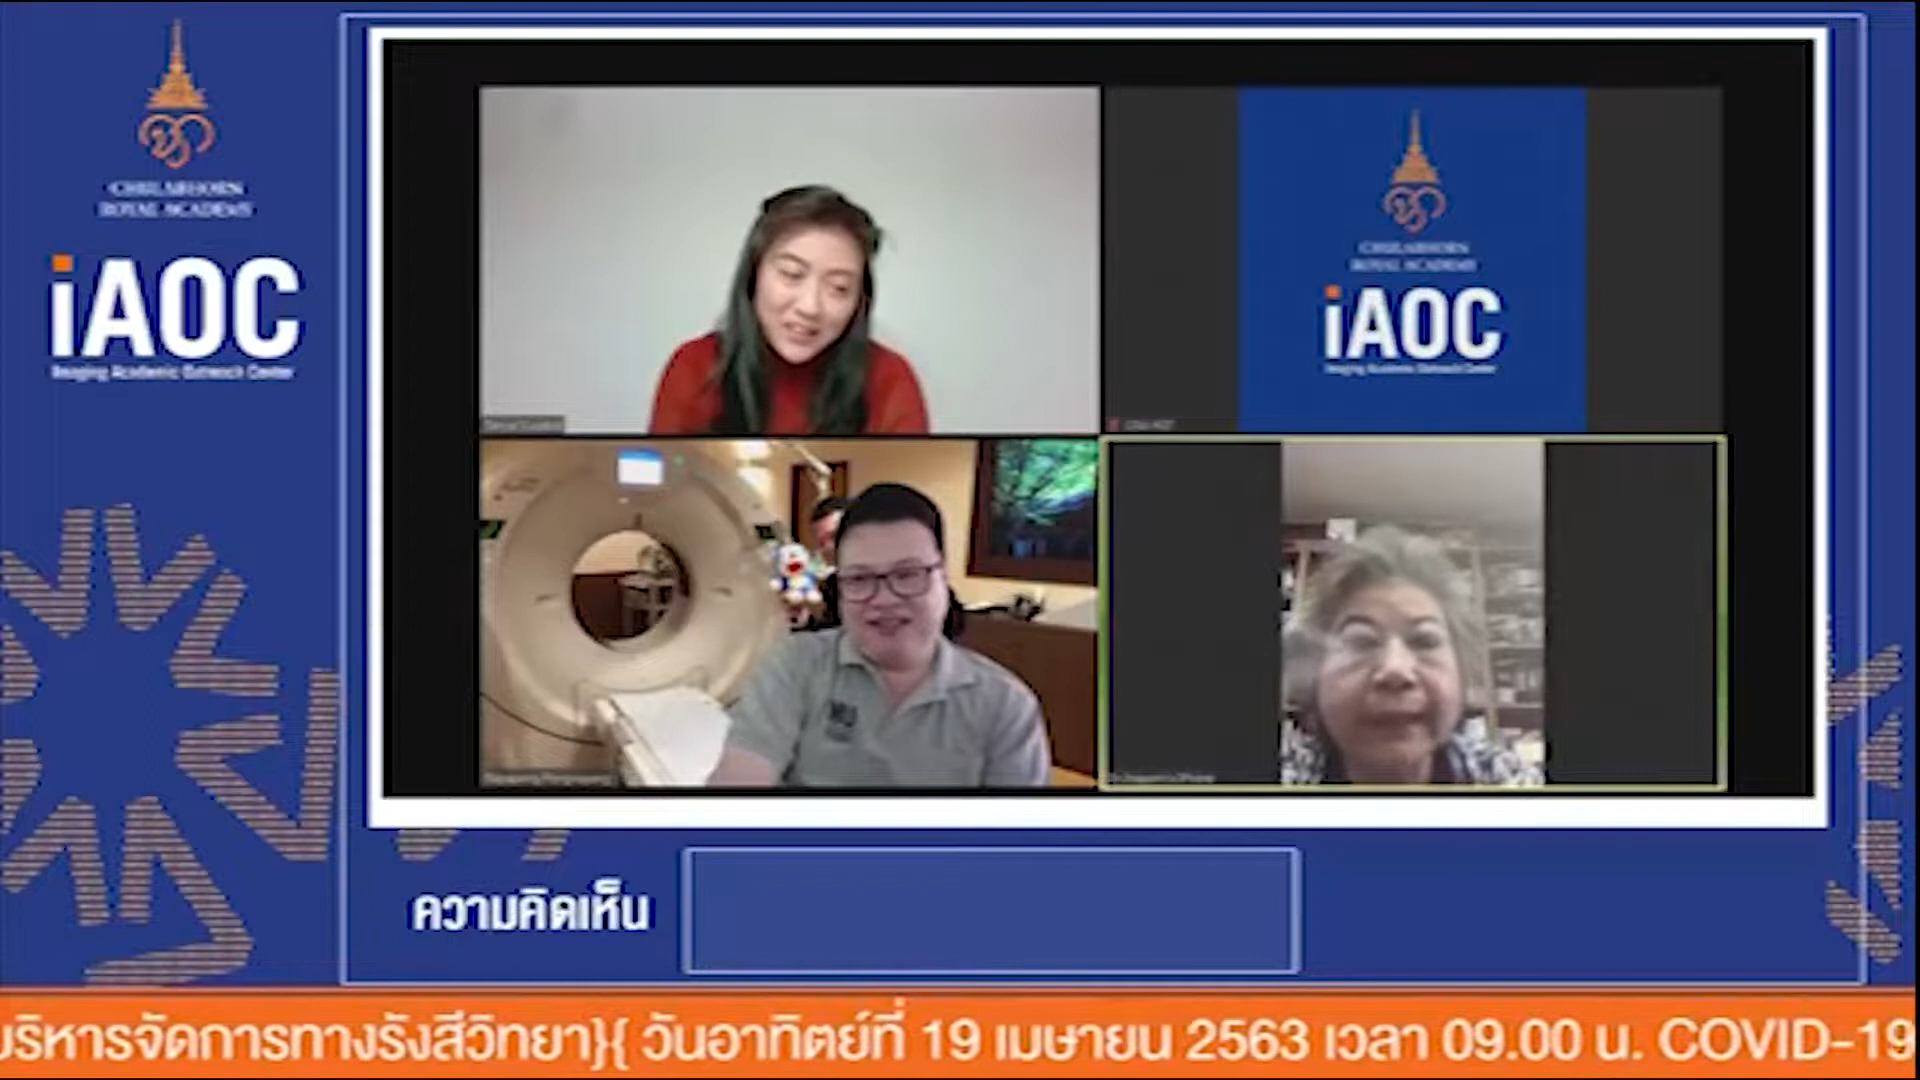 CHULABHORN
ROYAL ACADEMY
iAOC
Imaging Academic Outreach Center
CHULABHORN
ROYAL ACADEMY
iAOC
Imaging Academic Outreach Center
ความคิดเห็น
บริหารจัดการทางรังสีวิทยา}{ วันอาทิตย์ที่ 19 เมษายน 2563 เวลา 09.00 น. COVID-19